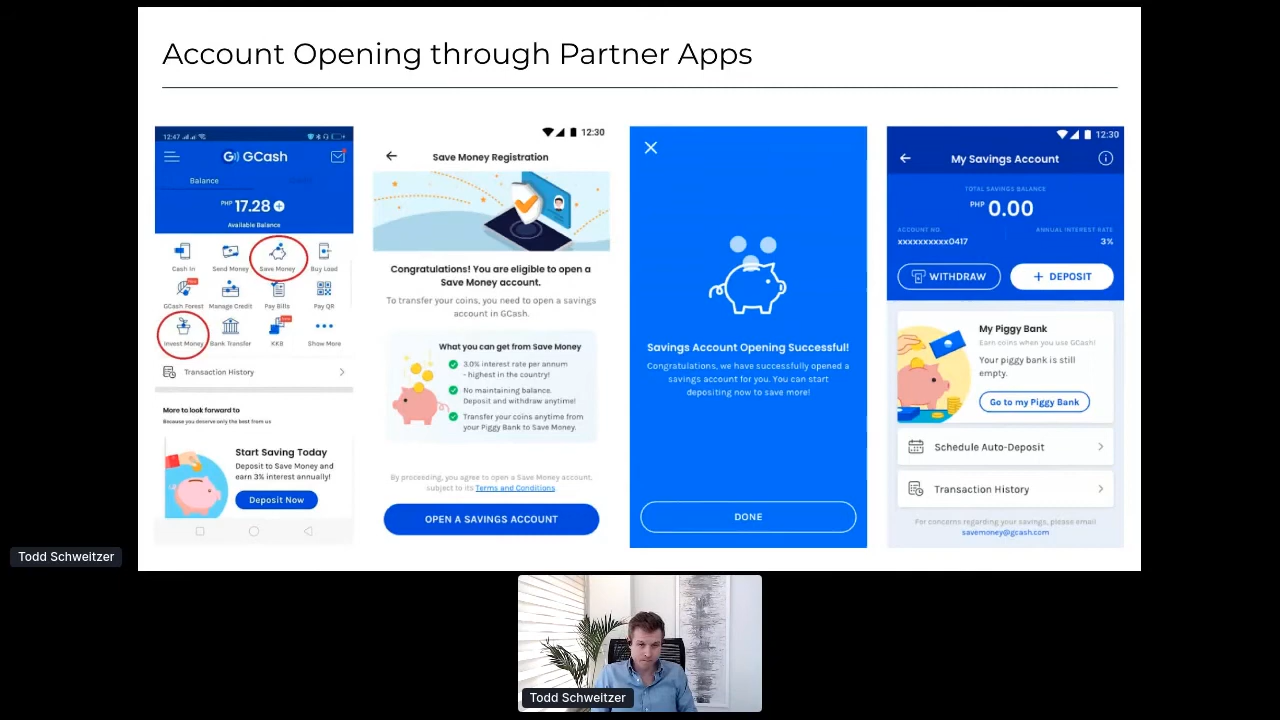 Account Opening through Partner Apps
12:47
GCash
Balance
PHP 17.28
Available Balance
Cash In
Send Money
Save Money
Buy Load
GCash Forest
Manage Credit
Pay Bills
Pay QR
Invest Money
Bank Transfer
KKB
Show More
Transaction History
More to look forward to
Because you deserve only the best from us
Start Saving Today
Deposit to Save Money and
earn 3% interest annually!
Deposit Now
12:30
Save Money Registration
Congratulations! You are eligible to open a
Save Money account.
To transfer your coins, you need to open a savings
account in GCash.
What you can get from Save Money
3.0% interest rate per annum
- highest in the country!
No maintaining balance.
Deposit and withdraw anytime!
Transfer your coins anytime from
your Piggy Bank to Save Money.
By proceeding, you agree to open a Save Money account,
subject to its Terms and Conditions
OPEN A SAVINGS ACCOUNT
Savings Account Opening Successful!
Congratulations, we have successfully opened a
savings account for you. You can start
depositing now to save more!
DONE
12:30
My Savings Account
TOTAL SAVINGS BALANCE
PHP 0.00
ACCOUNT NO.
ANNUAL INTEREST RATE
xxxxxxxxxx0417
3%
WITHDRAW
+ DEPOSIT
My Piggy Bank
Earn coins when you use GCash!
Your piggy bank is still
empty.
Go to my Piggy Bank
Schedule Auto-Deposit
Transaction History
For concerns regarding your savings, please email
savemoney@gcash.com
Todd Schweitzer
Todd Schweitzer